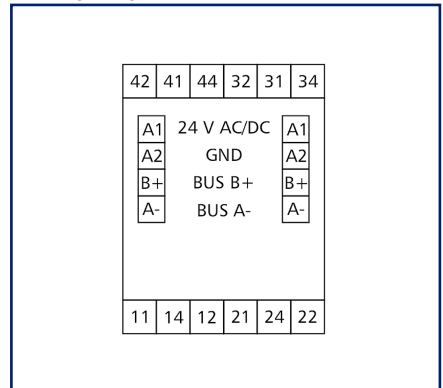 42 41 44 32 31 34
A1 24 V AC/DC A1
A2 GND A2
B+ BUS B+ B+
A- BUS A- A-
11 14 12 21 24 22